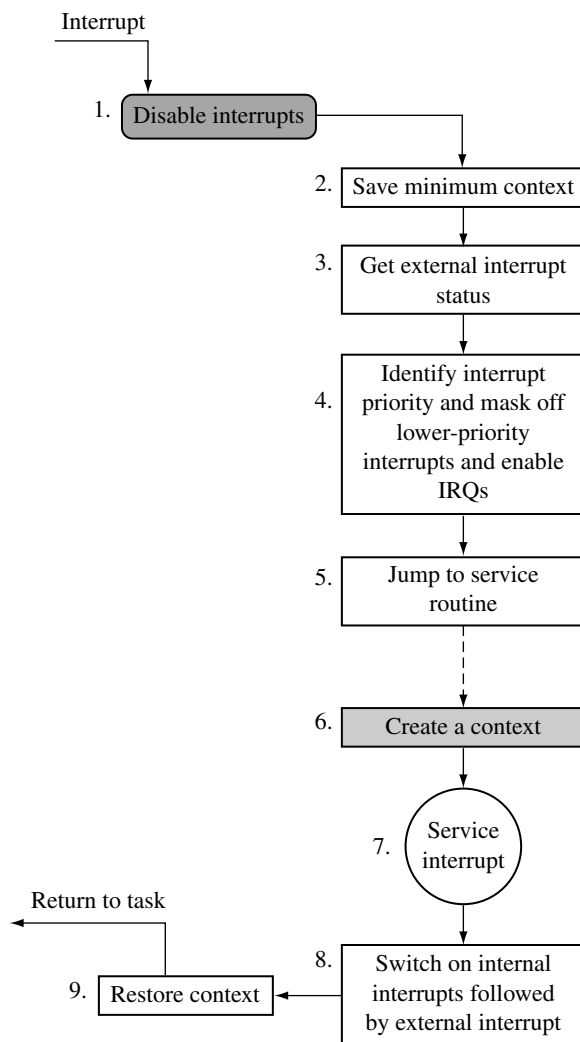 Interrupt
1. Disable interrupts
2. Save minimum context
3. Get external interrupt
status
4. Identify interrupt
priority and mask off
lower-priority
interrupts and enable
IRQs
5. Jump to service
routine
6. Create a context
7. Service
interrupt
8. Switch on internal
interrupts followed
by external interrupt
9. Restore context
Return to task